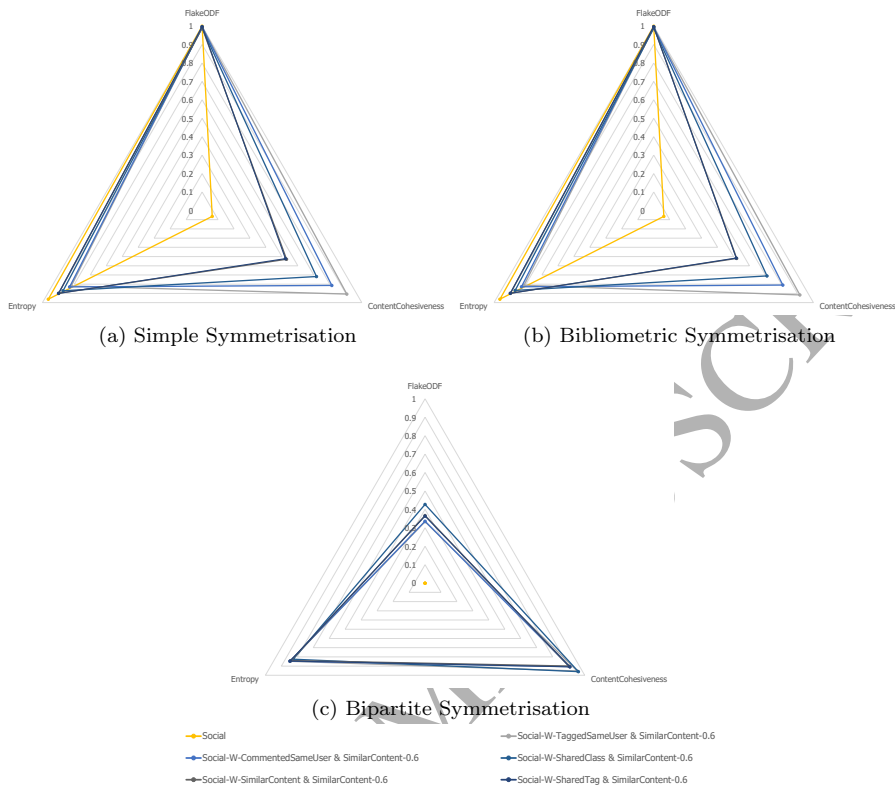 FlakeODF
1
0.9
0.8
0.7
0.6
0.5
0.4
0.3
0.2
0.1
0
Entropy
ContentCohesiveness
(a) Simple Symmetrisation
FlakeODF
1
0.9
0.8
0.7
0.6
0.5
0.4
0.3
0.2
0.1
0
Entropy
ContentCohesiveness
(b) Bibliometric Symmetrisation
FlakeODF
1
0.9
0.8
0.7
0.6
0.5
0.4
0.3
0.2
0.1
0
Entropy
ContentCohesiveness
(c) Bipartite Symmetrisation
Social
Social-W-TaggedSameUser & SimilarContent-0.6
Social-W-CommentedSameUser & SimilarContent-0.6
Social-W-SharedClass & SimilarContent-0.6
Social-W-SimilarContent & SimilarContent-0.6
Social-W-SharedTag & SimilarContent-0.6